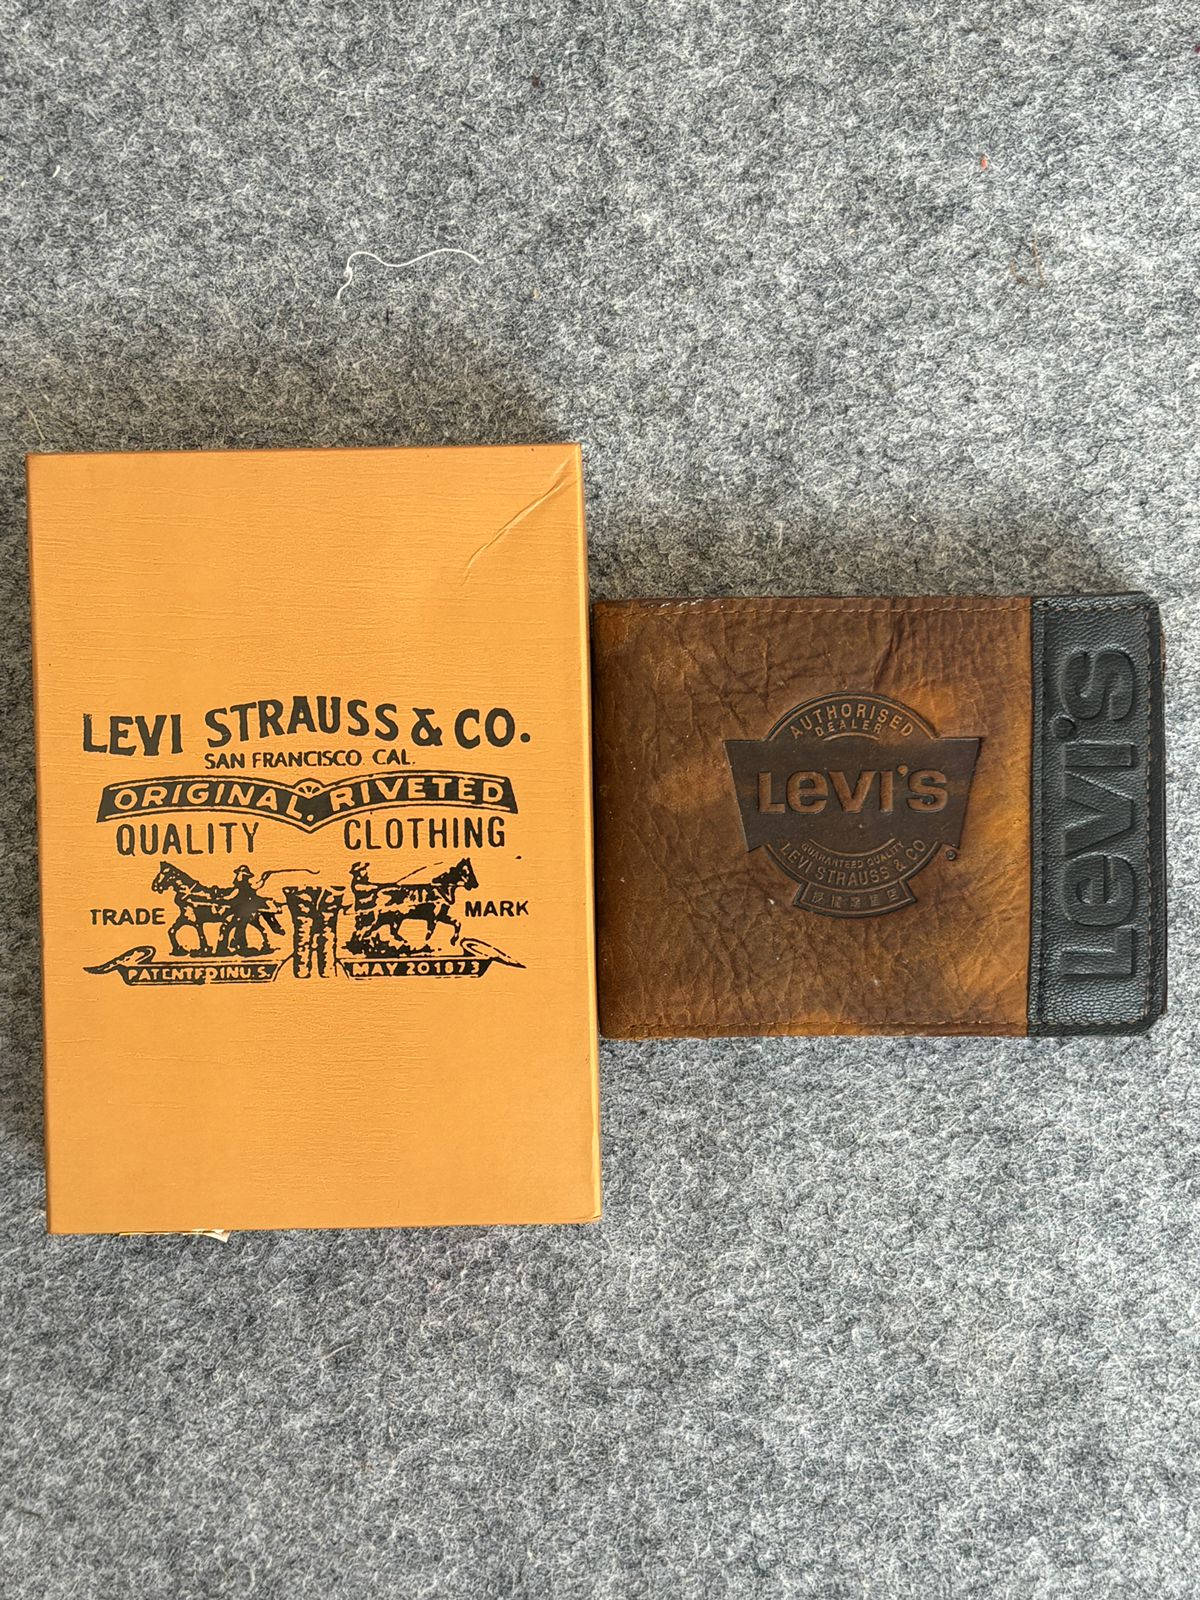 LEVI STRAUSS & CO.
SAN FRANCISCO CAL.
ORIGINAL RIVETED
QUALITY CLOTHING
TRADE MARK
PATENTED IN U.S. MAY 20 1873
AUTHORISED
DEALER
LEVI'S
®
GUARANTEED QUALITY
LEVI STRAUSS & CO
LEVI'S